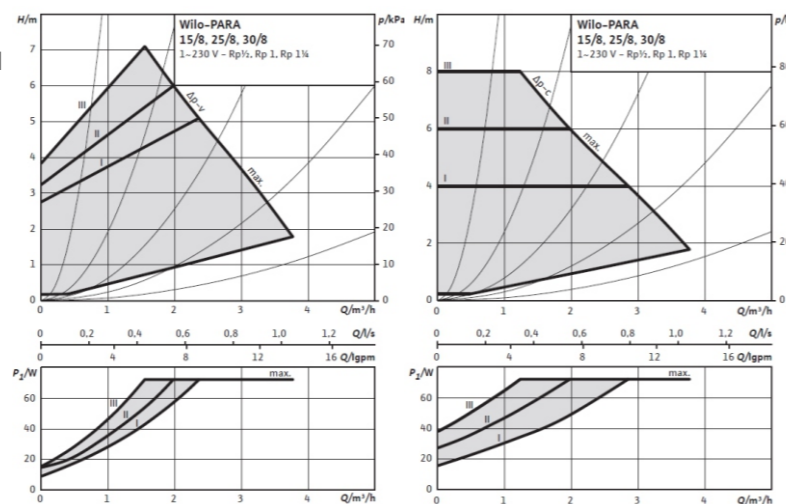 H/m
Wilo-PARA
15/8, 25/8, 30/8
1~230 V - Rp½, Rp 1, Rp 1¼
p/kPa
7
6
5
4
3
2
1
0
70
60
50
40
30
20
10
0
III
II
I
Δp-v
max.
0 1 2 3 4 Q/m³/h
0 0,2 0,4 0,6 0,8 1,0 1,2 Q/l/s
0 4 8 12 16 Q/Igpm
P₂/W
60
40
20
0
III
II
I
max.
0 1 2 3 4 Q/m³/h
H/m
Wilo-PARA
15/8, 25/8, 30/8
1~230 V - Rp½, Rp 1, Rp 1¼
p/
8
6
4
2
0
80
60
40
20
0
III
II
I
Δp-c
max.
0 1 2 3 4 Q/m³/h
0 0,2 0,4 0,6 0,8 1,0 1,2 Q/l/s
0 4 8 12 16 Q/Igpm
P₂/W
60
40
20
0
III
II
I
max.
0 1 2 3 4 Q/m³/h